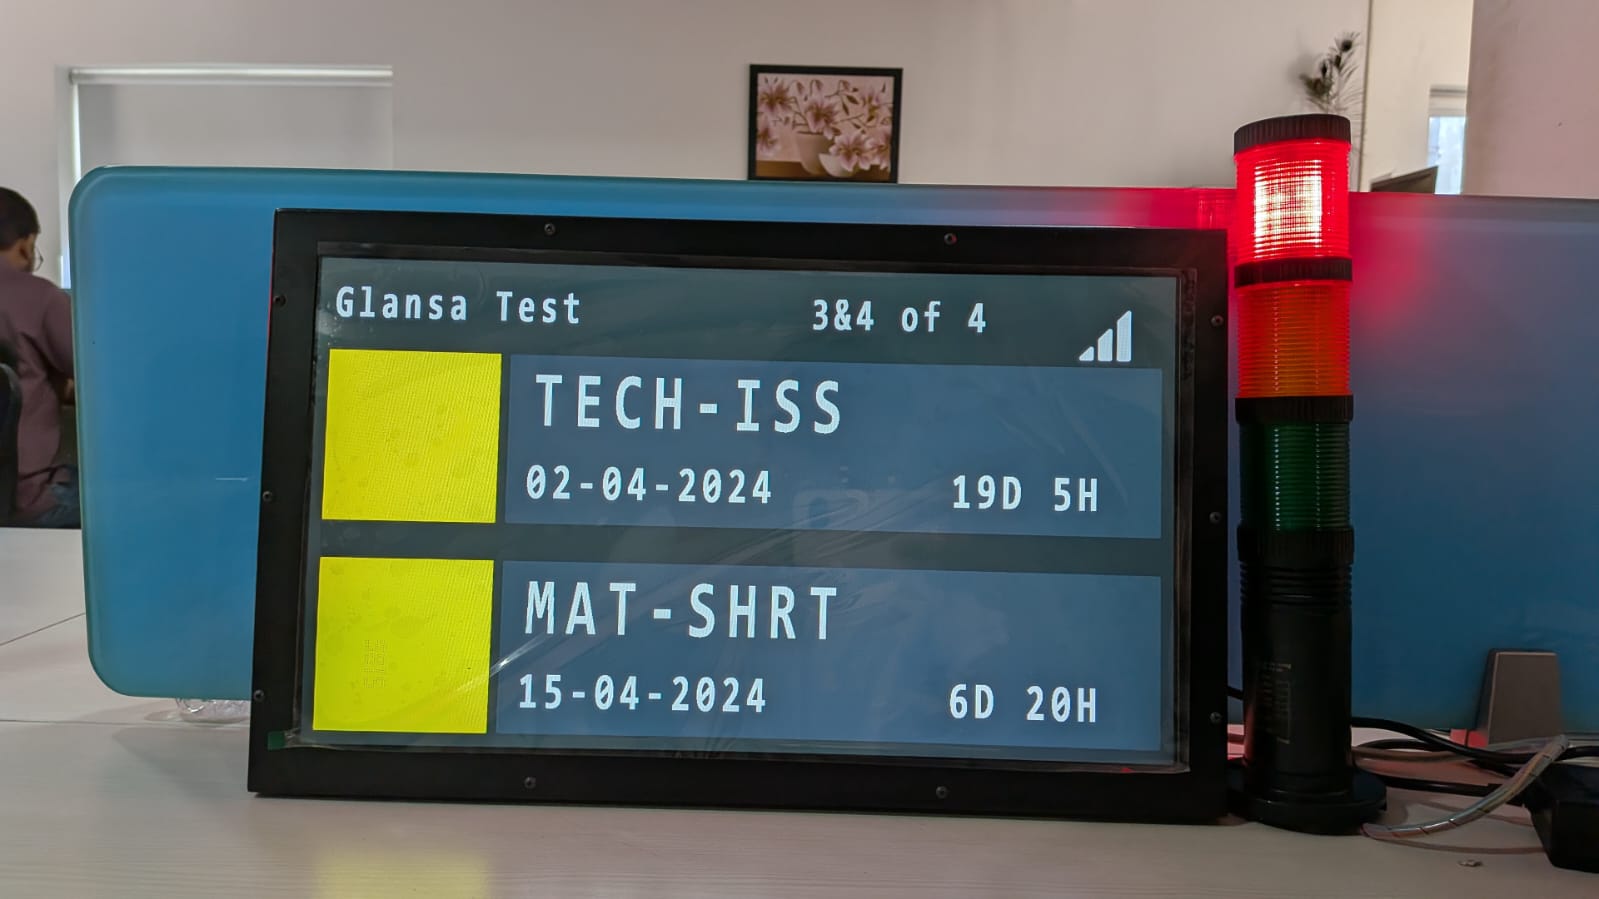 Glansa Test 3&4 of 4
TECH-ISS
02-04-2024 19D 5H
MAT-SHRT
15-04-2024 6D 20H